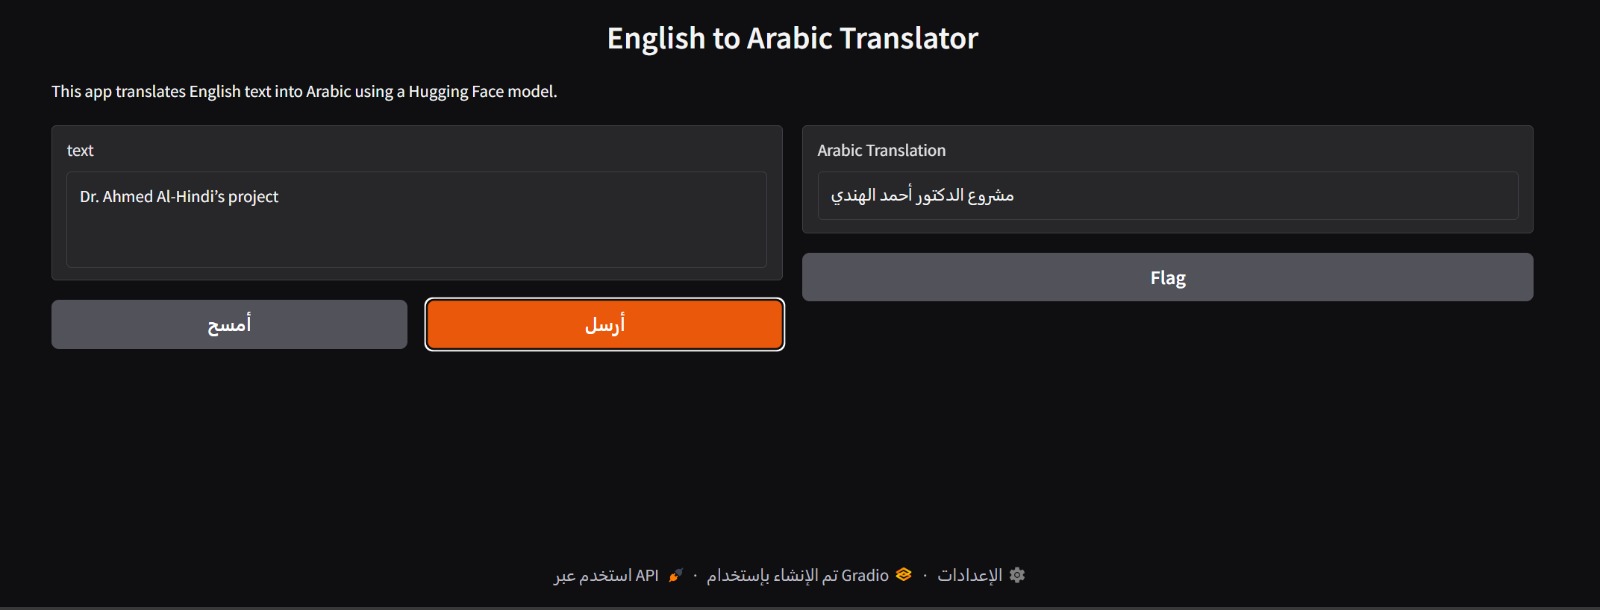 English to Arabic Translator
This app translates English text into Arabic using a Hugging Face model.
text
Dr. Ahmed Al-Hindi’s project
أمسح
أرسل
Arabic Translation
مشروع الدكتور أحمد الهندي
Flag
استخدم عبر API · تم الإنشاء بإستخدام Gradio · الإعدادات